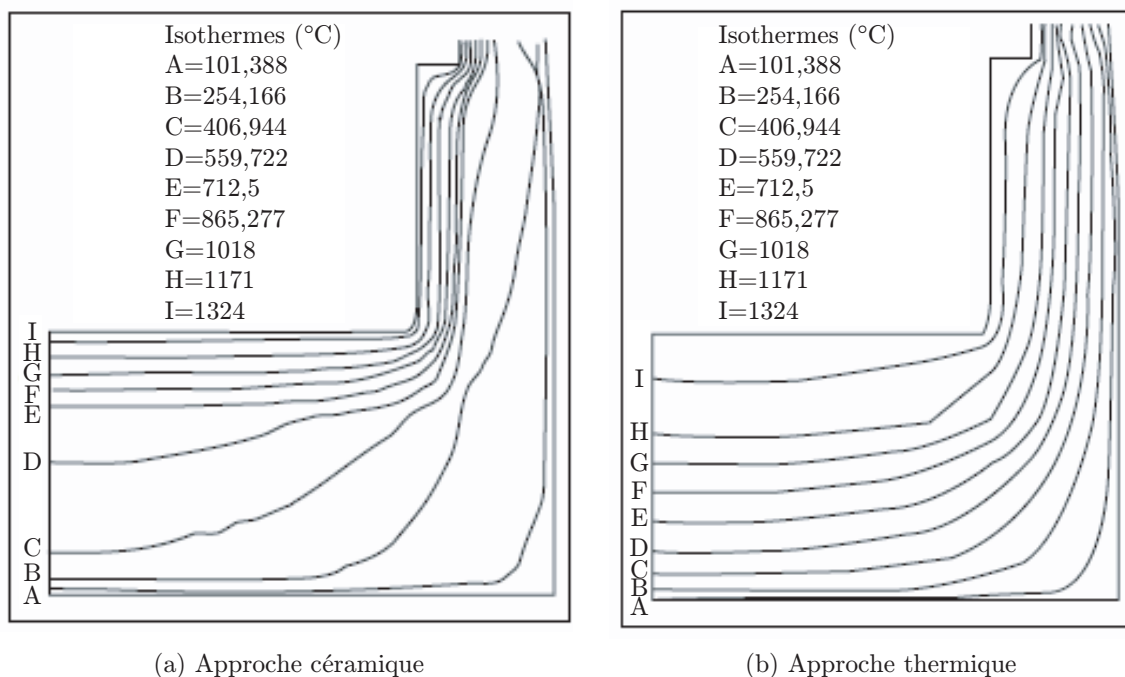 Isothermes (°C)
A=101,388
B=254,166
C=406,944
D=559,722
E=712,5
F=865,277
G=1018
H=1171
I=1324
I
H
G
F
E
D
C
B
A
(a) Approche céramique
Isothermes (°C)
A=101,388
B=254,166
C=406,944
D=559,722
E=712,5
F=865,277
G=1018
H=1171
I=1324
I
H
G
F
E
D
C
B
A
(b) Approche thermique